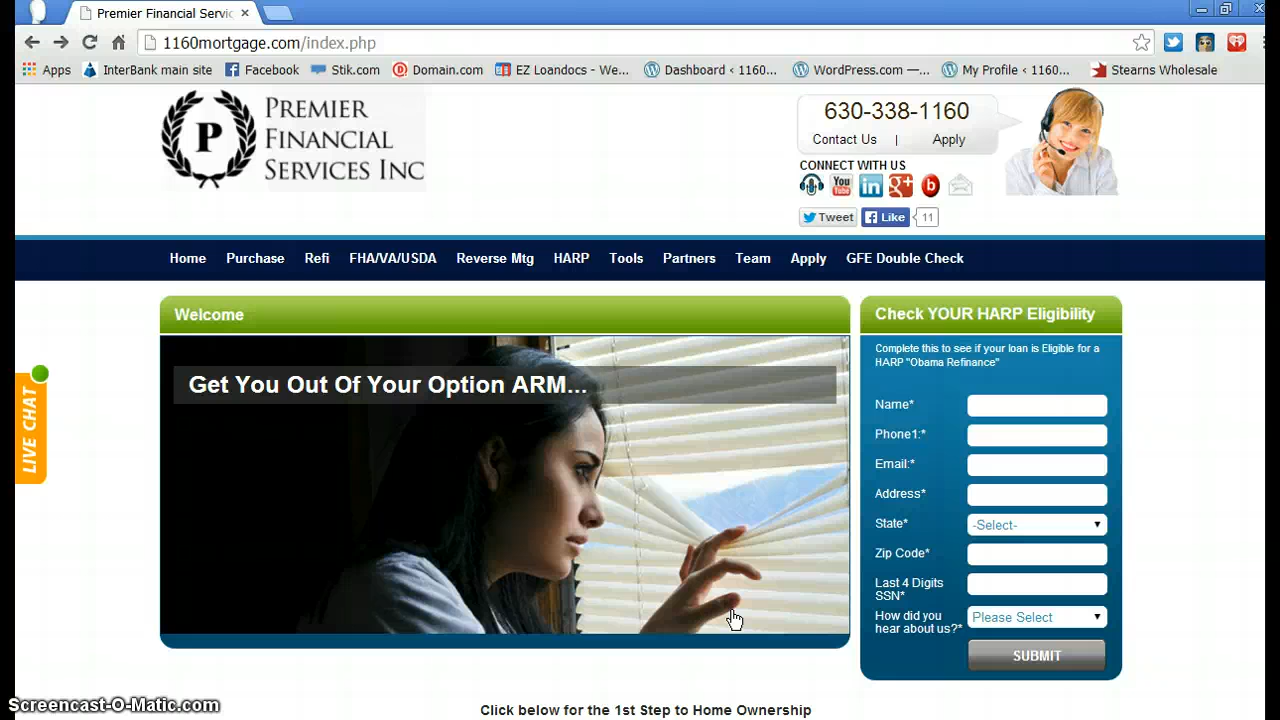 Premier Financial Servic
1160mortgage.com/index.php
Apps InterBank main site Facebook Stik.com Domain.com EZ Loandocs - We... Dashboard ‹ 1160... WordPress.com —... My Profile ‹ 1160... Stearns Wholesale
P
PREMIER
FINANCIAL
SERVICES INC
630-338-1160
Contact Us | Apply
CONNECT WITH US
You Tube in g+ b
Tweet Like 11
Home Purchase Refi FHA/VA/USDA Reverse Mtg HARP Tools Partners Team Apply GFE Double Check
Welcome
Get You Out Of Your Option ARM...
LIVE CHAT
Check YOUR HARP Eligibility
Complete this to see if your loan is Eligible for a
HARP "Obama Refinance"
Name*
Phone1:*
Email:*
Address*
State* -Select-
Zip Code*
Last 4 Digits
SSN*
How did you
hear about us?* Please Select
SUBMIT
Click below for the 1st Step to Home Ownership
Screencast-O-Matic.com